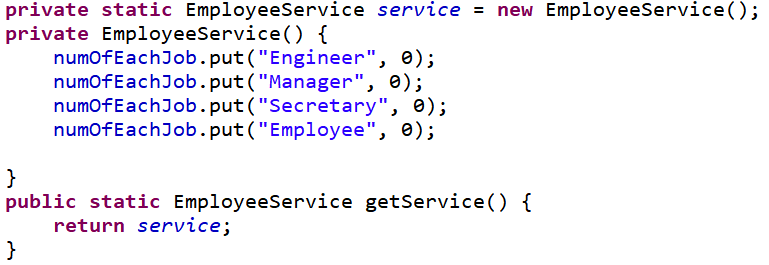 private static EmployeeService service = new EmployeeService();
private EmployeeService() {
    numOfEachJob.put("Engineer", 0);
    numOfEachJob.put("Manager", 0);
    numOfEachJob.put("Secretary", 0);
    numOfEachJob.put("Employee", 0);

}
public static EmployeeService getService() {
    return service;
}